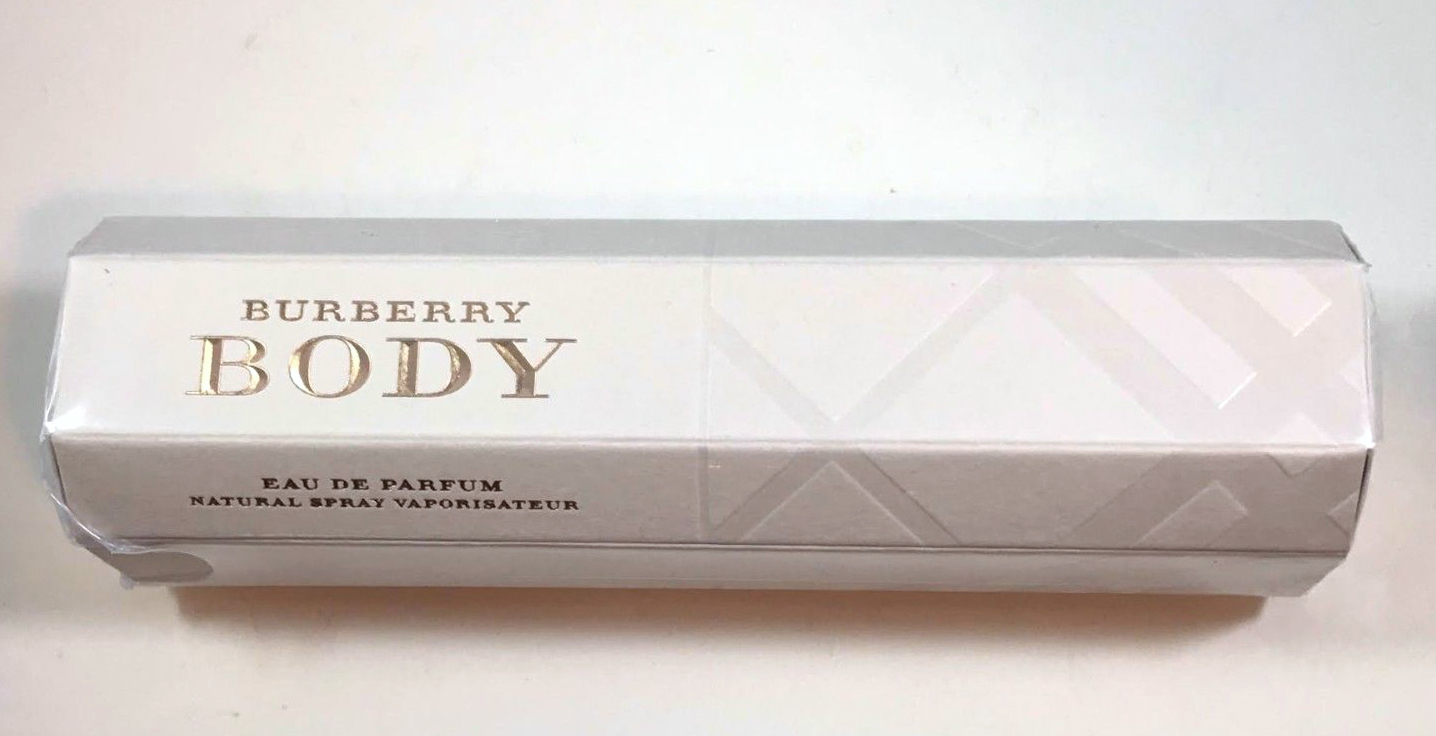 BURBERRY
BODY
EAU DE PARFUM
NATURAL SPRAY VAPORISATEUR